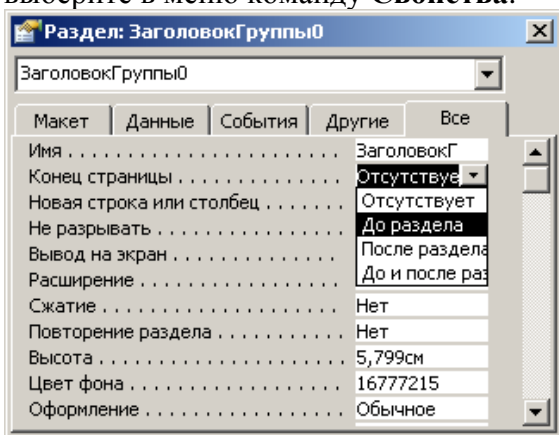 выберите в меню команду Свойства.
Раздел: ЗаголовокГруппы0
ЗаголовокГруппы0
Макет Данные События Другие Все
Имя ЗаголовокГ
Конец страницы Отсутствуе
Новая строка или столбец Отсутствует
Не разрывать До раздела
Вывод на экран После раздела
Расширение До и после раз
Сжатие Нет
Повторение раздела Нет
Высота 5,799см
Цвет фона 16777215
Оформление Обычное